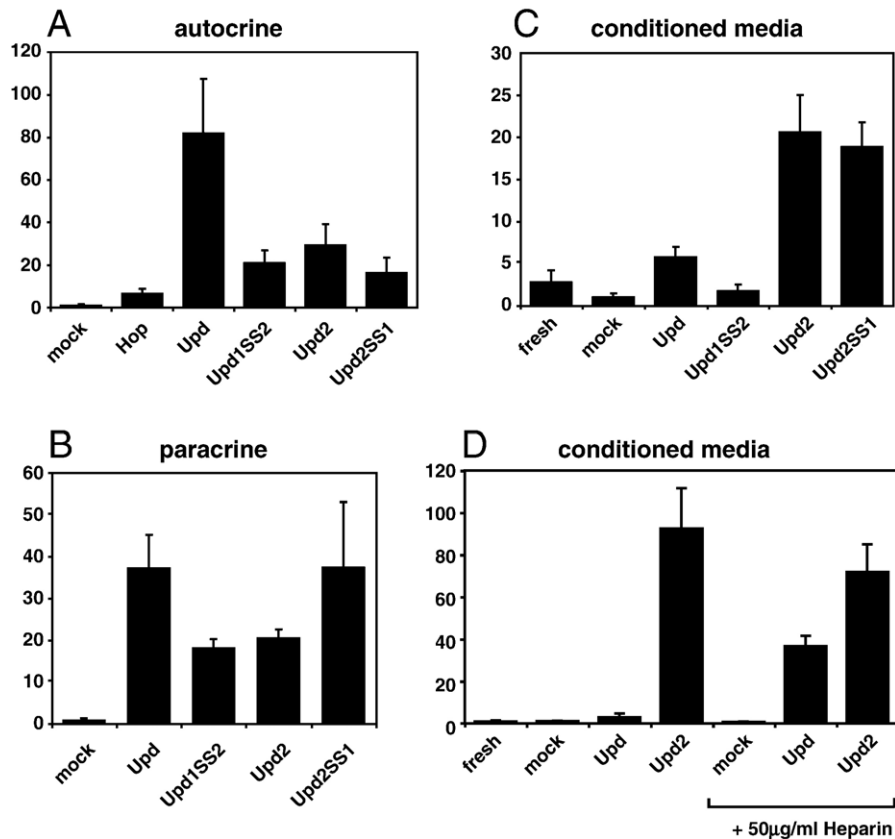 A
autocrine
120
100
80
60
40
20
0
mock
Hop
Upd
Upd1SS2
Upd2
Upd2SS1
C
conditioned media
30
25
20
15
10
5
0
fresh
mock
Upd
Upd1SS2
Upd2
Upd2SS1
B
paracrine
60
50
40
30
20
10
0
mock
Upd
Upd1SS2
Upd2
Upd2SS1
D
conditioned media
120
100
80
60
40
20
0
fresh
mock
Upd
Upd2
mock
Upd
Upd2
+ 50µg/ml Heparin